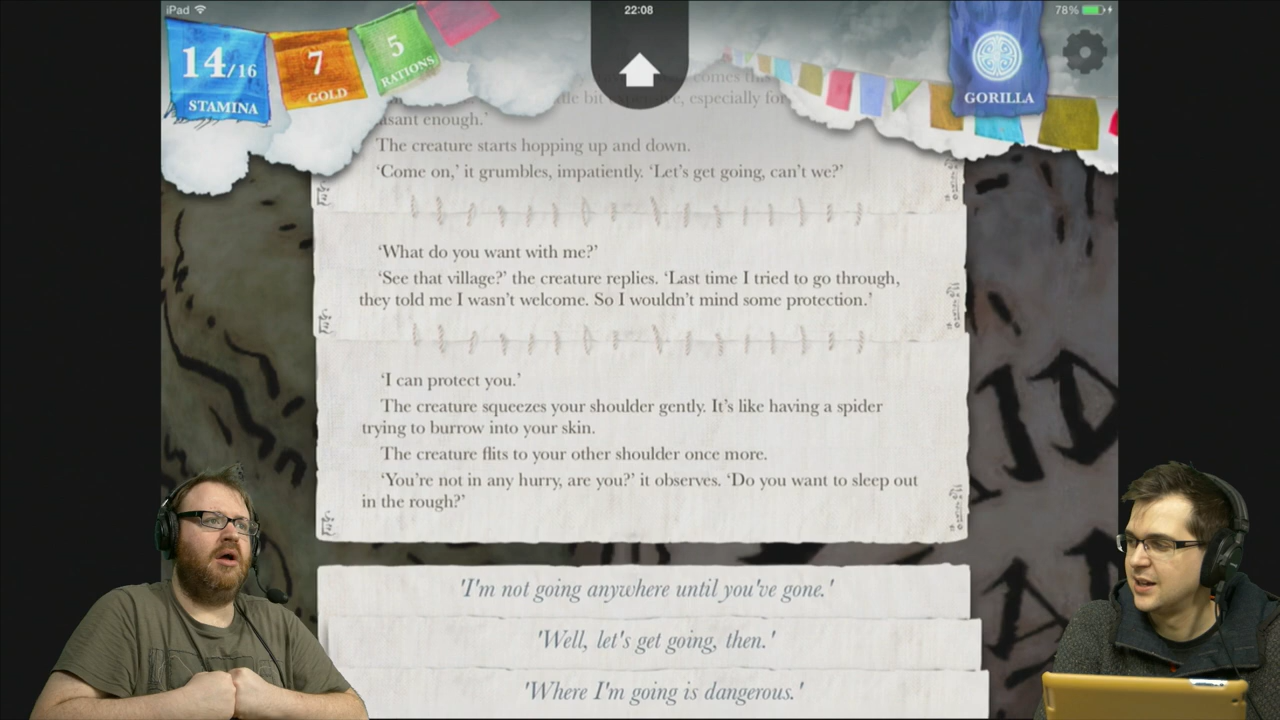 iPad
22:08
78%
14/16
STAMINA
7
GOLD
5
RATIONS
GORILLA
comes this
especially for
asant enough.’
The creature starts hopping up and down.
‘Come on,’ it grumbles, impatiently. ‘Let’s get going, can’t we?’
‘What do you want with me?’
‘See that village?’ the creature replies. ‘Last time I tried to go through,
they told me I wasn’t welcome. So I wouldn’t mind some protection.’
‘I can protect you.’
The creature squeezes your shoulder gently. It’s like having a spider
trying to burrow into your skin.
The creature flits to your other shoulder once more.
‘You’re not in any hurry, are you?’ it observes. ‘Do you want to sleep out
in the rough?’
'I'm not going anywhere until you've gone.'
'Well, let's get going, then.'
'Where I'm going is dangerous.'